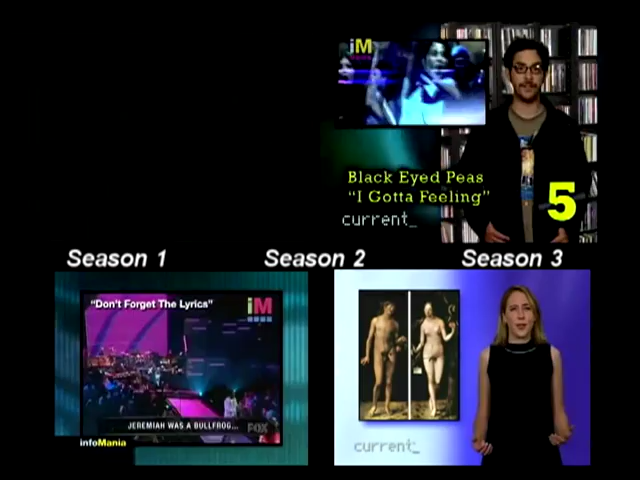 iM
Black Eyed Peas
"I Gotta Feeling"
5
current_
Season 1
Season 2
Season 3
"Don't Forget The Lyrics"
iM
JEREMIAH WAS A BULLFROG...
FOX
infoMania
current_